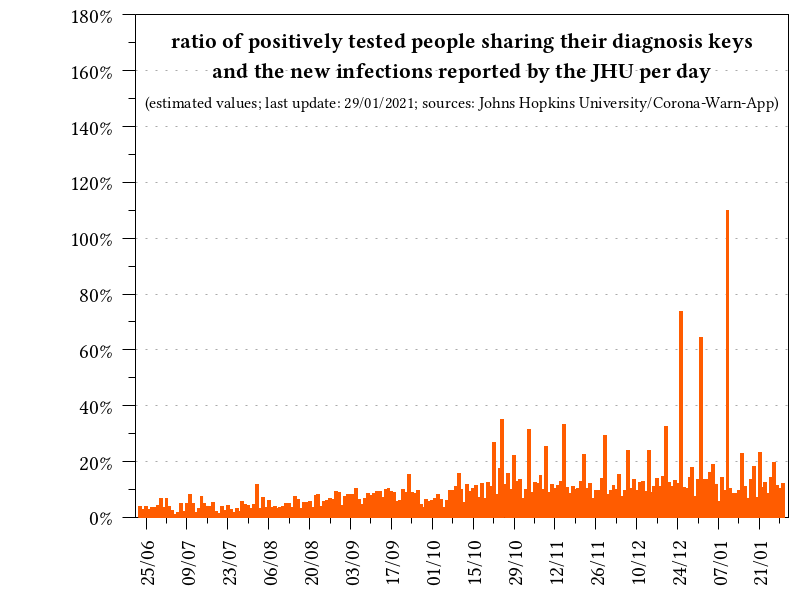 ratio of positively tested people sharing their diagnosis keys
and the new infections reported by the JHU per day
(estimated values; last update: 29/01/2021; sources: Johns Hopkins University/Corona-Warn-App)
180%
160%
140%
120%
100%
80%
60%
40%
20%
0%
25/06 09/07 23/07 06/08 20/08 03/09 17/09 01/10 15/10 29/10 12/11 26/11 10/12 24/12 07/01 21/01